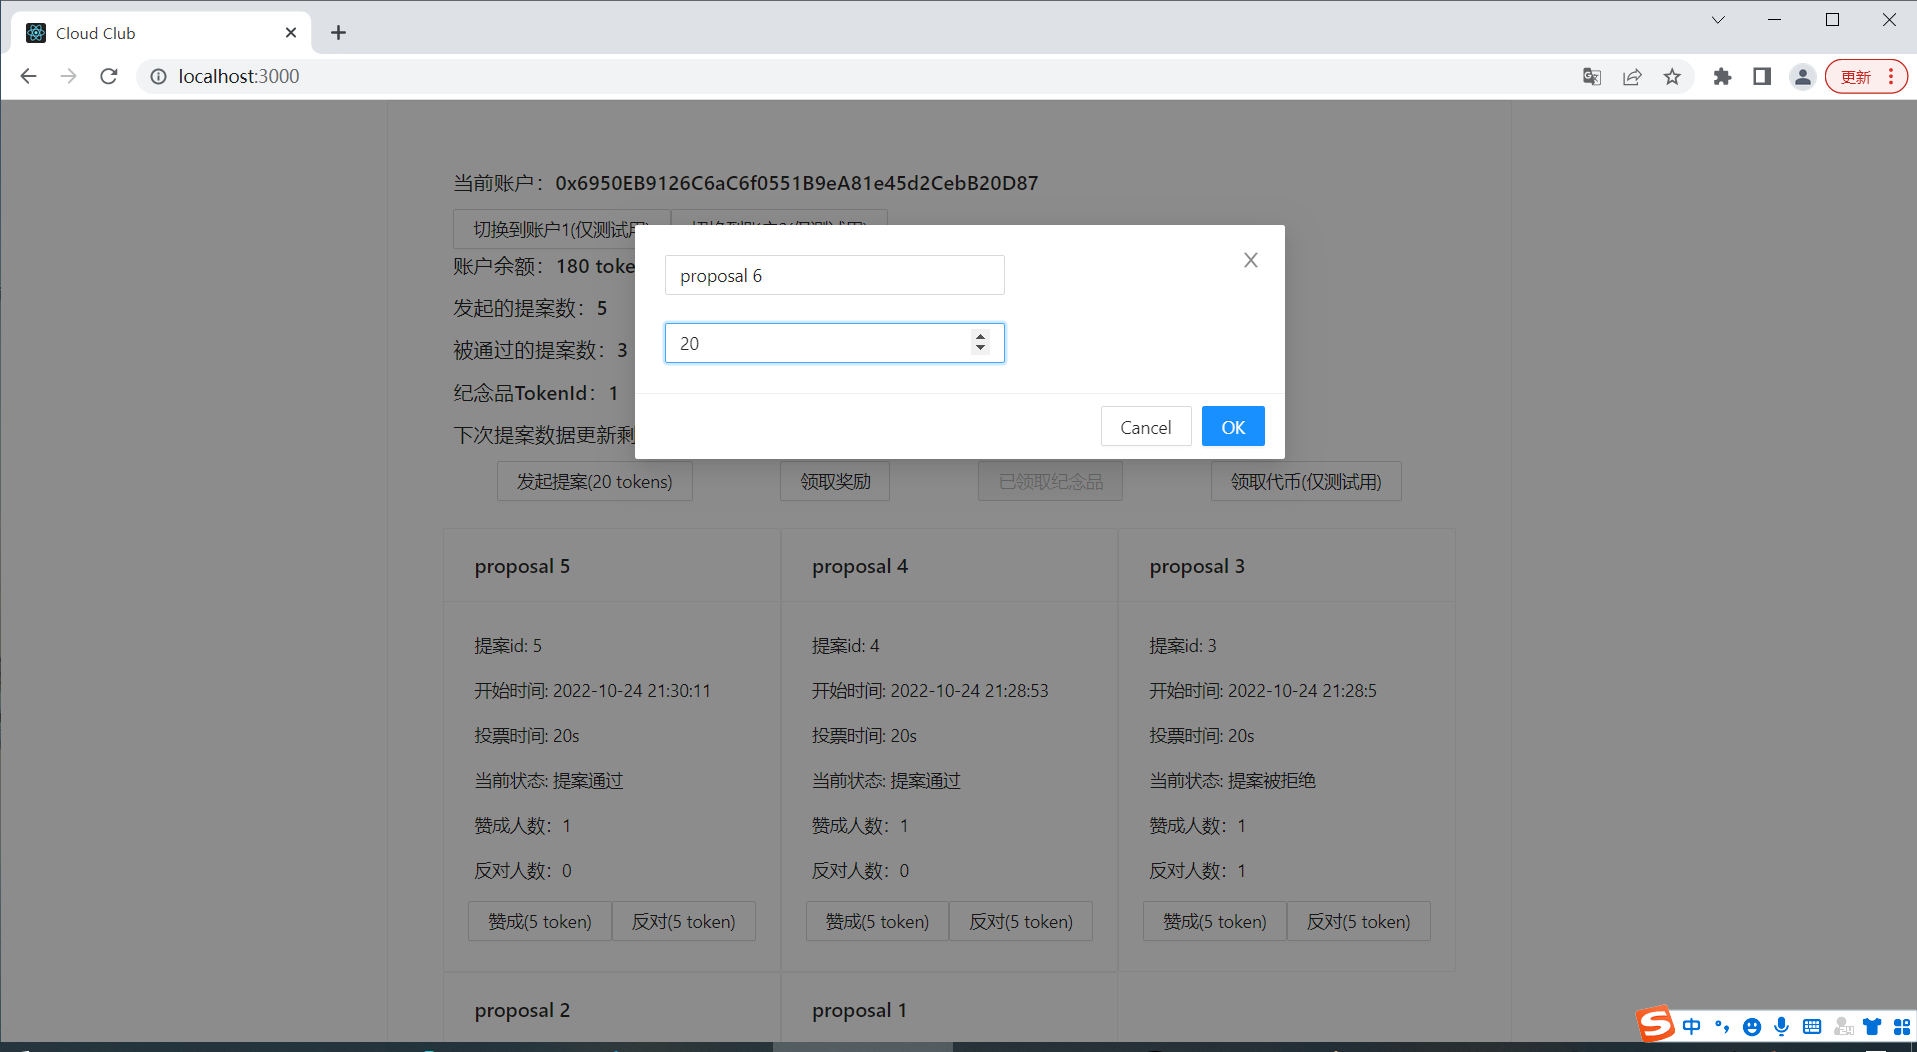 Cloud Club
localhost:3000
更新
当前账户：0x6950EB9126C6aC6f0551B9eA81e45d2CebB20D87
切换到账户1(仅测试用)
账户余额：180 toke
发起的提案数：5
被通过的提案数：3
纪念品TokenId：1
下次提案数据更新剩
proposal 6
20
Cancel
OK
发起提案(20 tokens)
领取奖励
已领取纪念品
领取代币(仅测试用)
proposal 5
提案id: 5
开始时间: 2022-10-24 21:30:11
投票时间: 20s
当前状态: 提案通过
赞成人数：1
反对人数：0
赞成(5 token)
反对(5 token)
proposal 4
提案id: 4
开始时间: 2022-10-24 21:28:53
投票时间: 20s
当前状态: 提案通过
赞成人数：1
反对人数：0
赞成(5 token)
反对(5 token)
proposal 3
提案id: 3
开始时间: 2022-10-24 21:28:5
投票时间: 20s
当前状态: 提案被拒绝
赞成人数：1
反对人数：1
赞成(5 token)
反对(5 token)
proposal 2
proposal 1
中